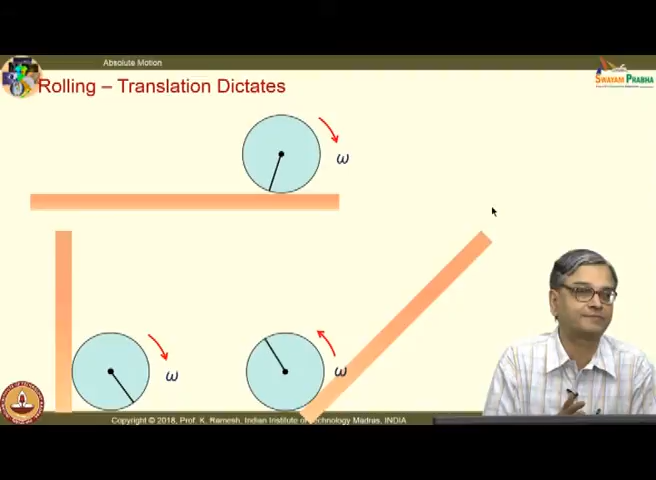 Absolute Motion
Rolling – Translation Dictates
SWAYAM PRABHA
ω
ω
ω
Copyright © 2018, Prof. K. Ramesh, Indian Institute of Technology Madras, INDIA